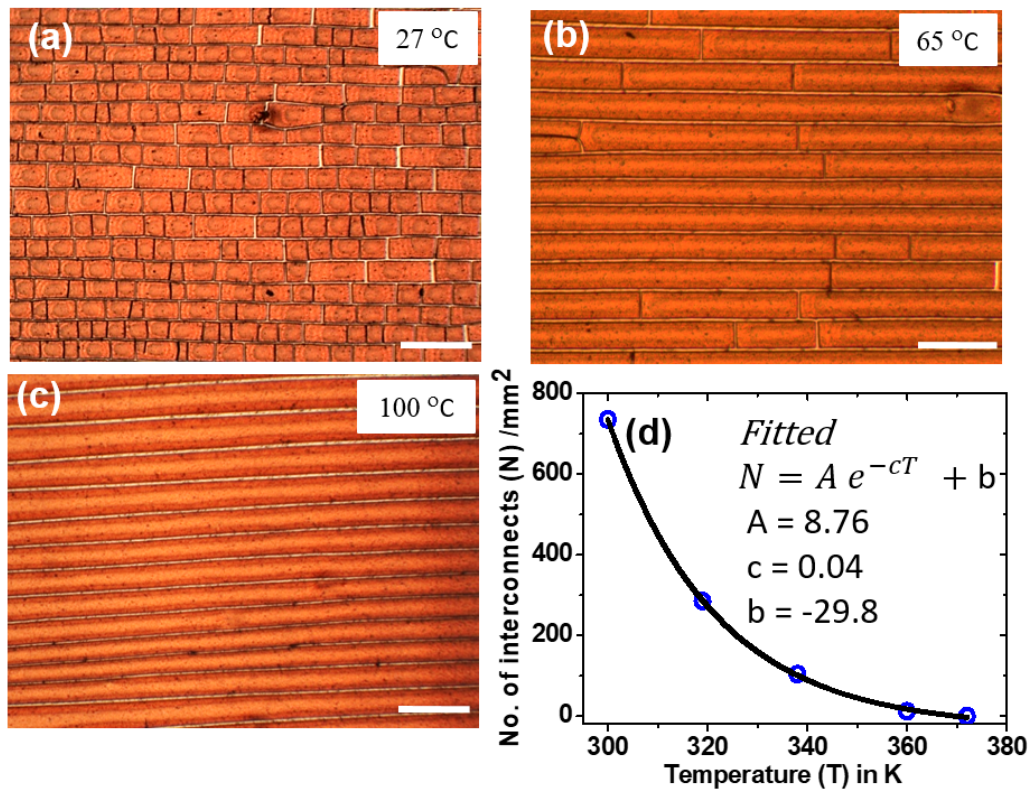 (a)
27 °C
(b)
65 °C
(c)
100 °C
(d)
No. of interconnects (N) /mm²
800
600
400
200
0
Fitted
N = A e^{-cT} + b
A = 8.76
c = 0.04
b = -29.8
300 320 340 360 380
Temperature (T) in K